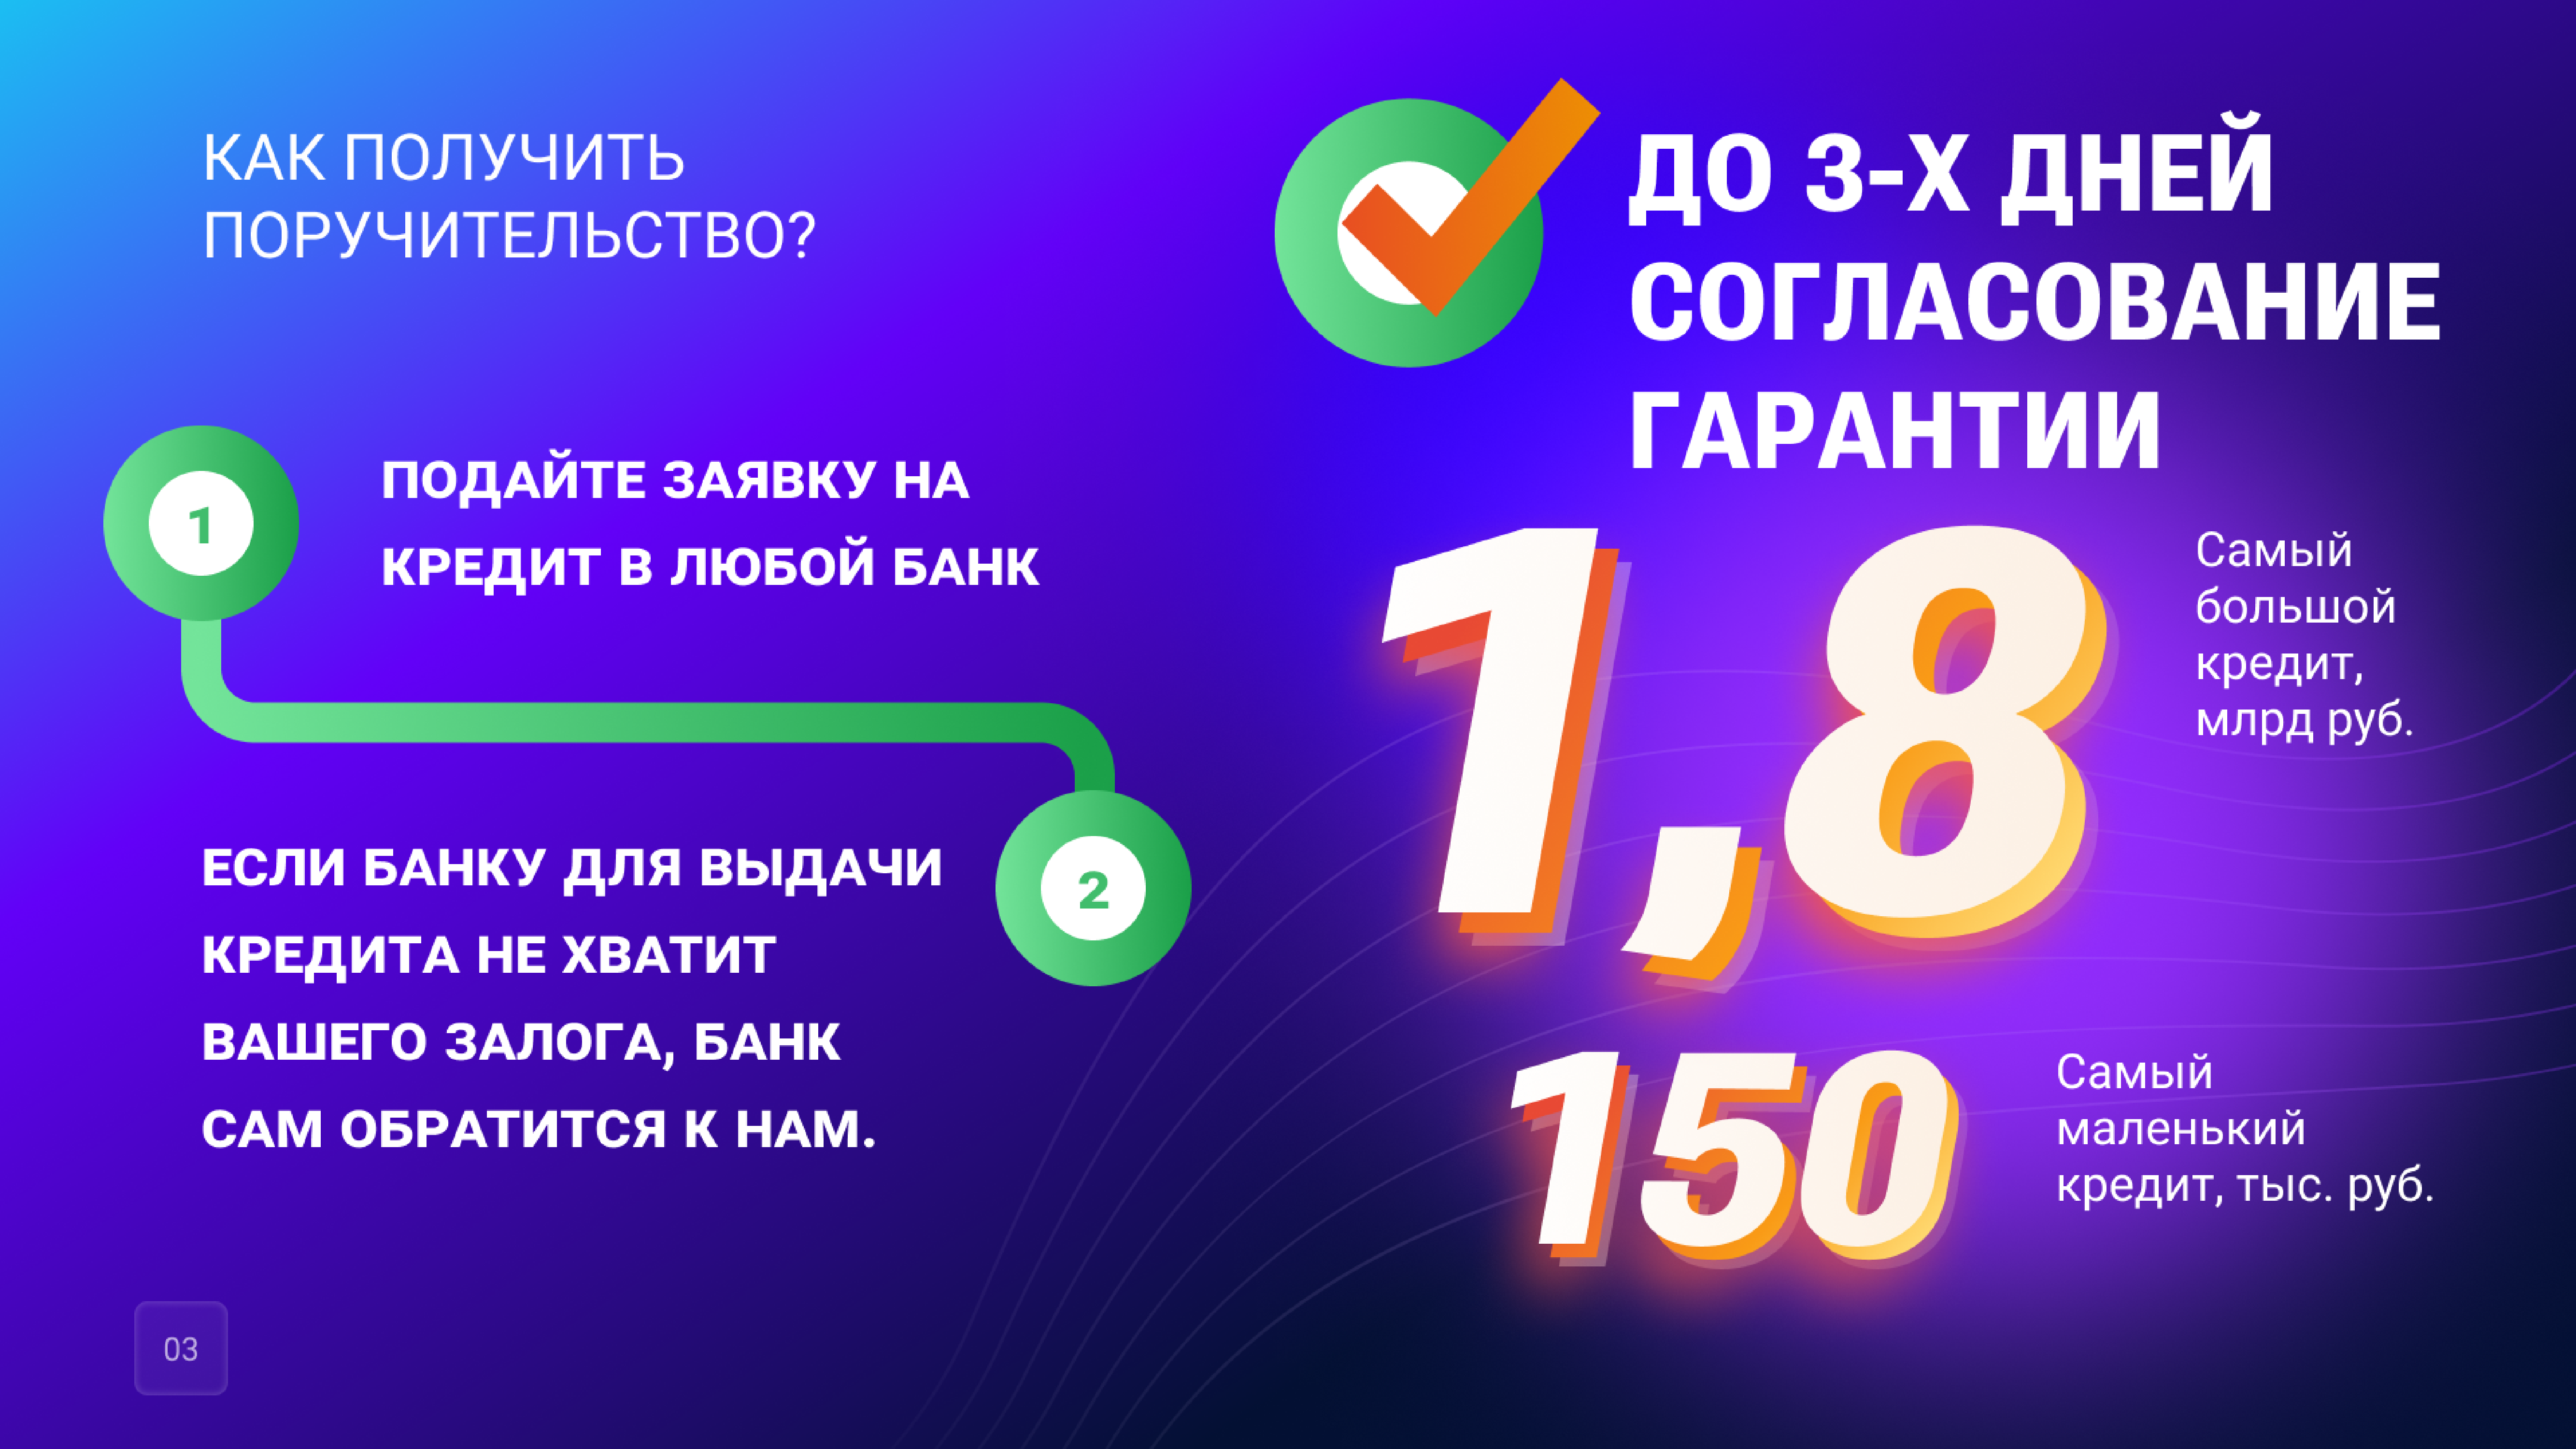 КАК ПОЛУЧИТЬ
ПОРУЧИТЕЛЬСТВО?
1
ПОДАЙТЕ ЗАЯВКУ НА
КРЕДИТ В ЛЮБОЙ БАНК
2
ЕСЛИ БАНКУ ДЛЯ ВЫДАЧИ
КРЕДИТА НЕ ХВАТИТ
ВАШЕГО ЗАЛОГА, БАНК
САМ ОБРАТИТСЯ К НАМ.
ДО 3-Х ДНЕЙ
СОГЛАСОВАНИЕ
ГАРАНТИИ
1,8
Самый
большой
кредит,
млрд руб.
150
Самый
маленький
кредит, тыс. руб.
03